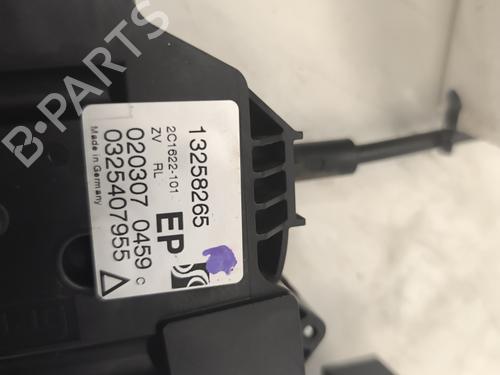 13258265
2C1622-101
ZV RL
EP
020307 0459 C
0325407955
Made in Germany
B-PARTS